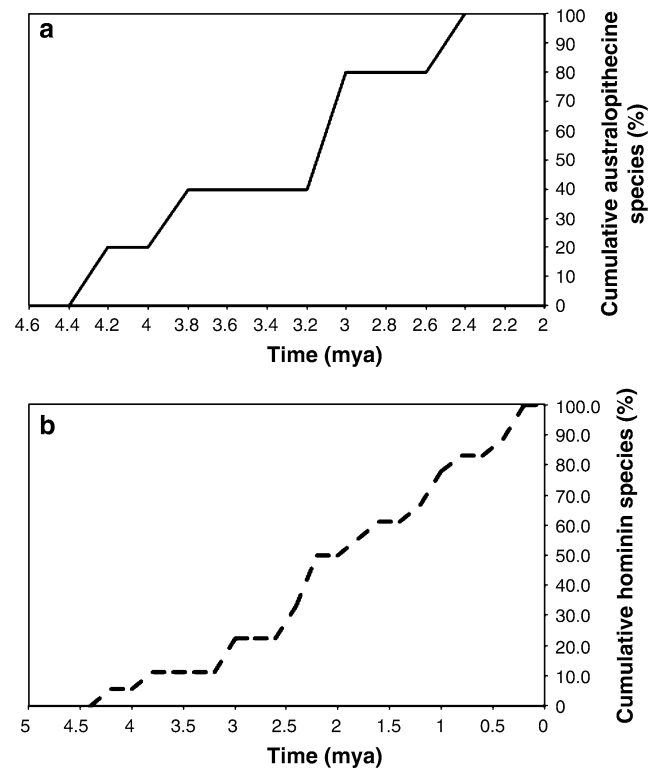 a
100
90
80
70
60
50
40
30
20
10
0
Cumulative australopithecine
species (%)
4.6 4.4 4.2 4 3.8 3.6 3.4 3.2 3 2.8 2.6 2.4 2.2 2
Time (mya)
b
100.0
90.0
80.0
70.0
60.0
50.0
40.0
30.0
20.0
10.0
0
Cumulative hominin species (%)
5 4.5 4 3.5 3 2.5 2 1.5 1 0.5 0
Time (mya)